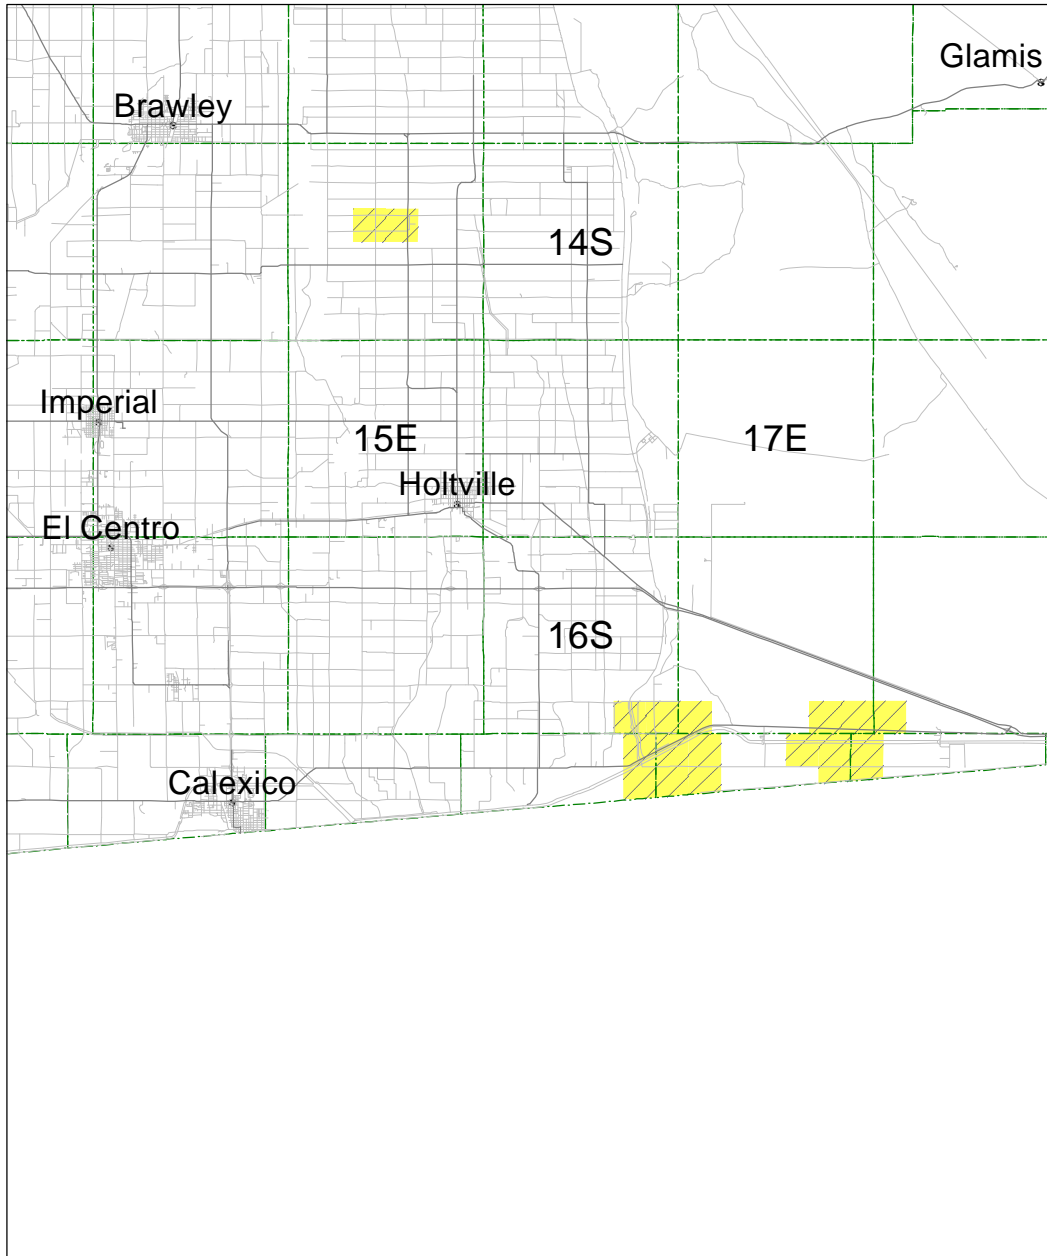 Glamis
Brawley
14S
Imperial
15E
17E
Holtville
El Centro
16S
Calexico